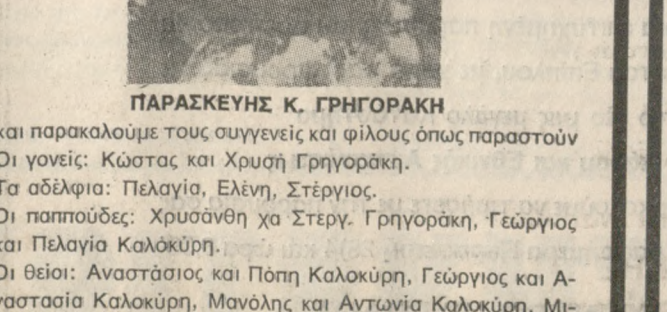 ΠΑΡΑΣΚΕΥΗΣ Κ. ΓΡΗΓΟΡΑΚΗ
και παρακαλούμε τους συγγενείς και φίλους όπως παραστούν
Οι γονείς: Κώστας και Χρυσή Γρηγοράκη.
Τα αδέλφια: Πελαγία, Ελένη, Στέργιος.
Οι παππούδες: Χρυσάνθη χα Στεργ. Γρηγοράκη, Γεώργιος
και Πελαγία Καλοκύρη.
Οι θείοι: Αναστάσιος και Πόπη Καλοκύρη, Γεώργιος και Α-
ναστασία Καλοκύρη, Μανόλης και Αντωνία Καλοκύρη, Μι-